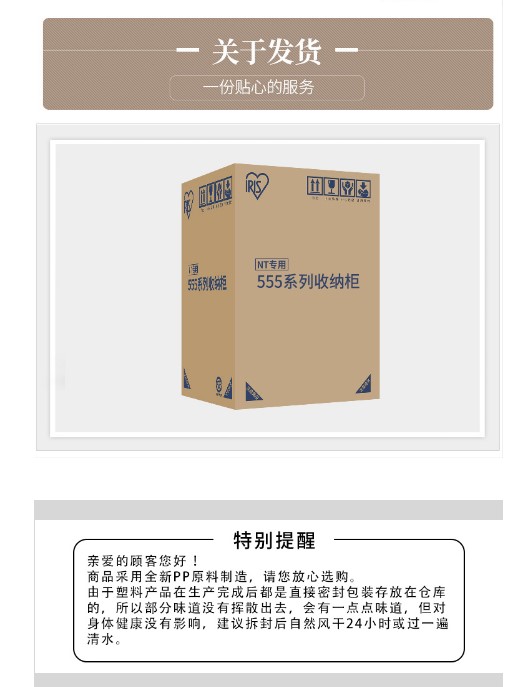 关于发货
一份贴心的服务
IRIS
IRIS
NT专用
555系列收纳柜
555系列收纳柜
特别提醒
亲爱的顾客您好！
商品采用全新PP原料制造，请您放心选购。
由于塑料产品在生产完成后都是直接密封包装存放在仓库
的，所以部分味道没有挥散出去，会有一点点味道，但对
身体健康没有影响，建议拆封后自然风干24小时或过一遍
清水。